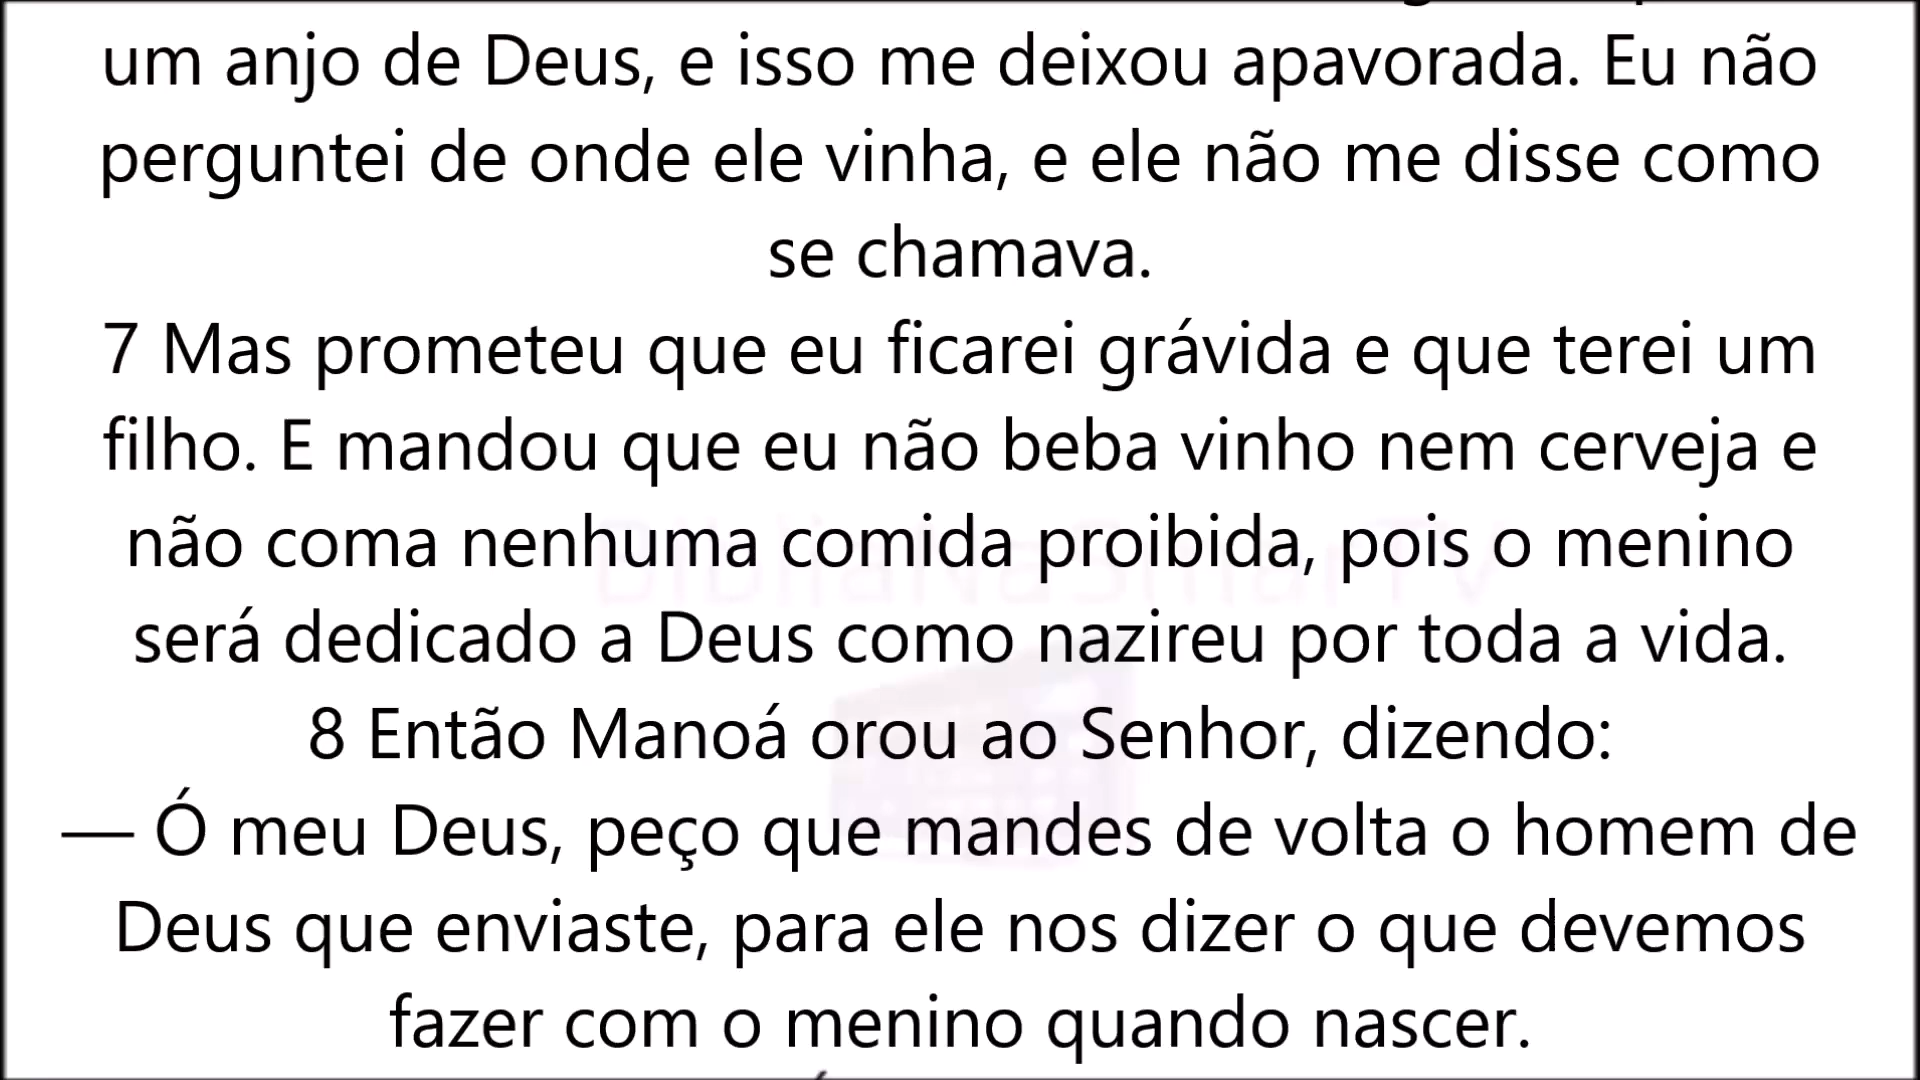 um anjo de Deus, e isso me deixou apavorada. Eu não
perguntei de onde ele vinha, e ele não me disse como
se chamava.
7 Mas prometeu que eu ficarei grávida e que terei um
filho. E mandou que eu não beba vinho nem cerveja e
não coma nenhuma comida proibida, pois o menino
será dedicado a Deus como nazireu por toda a vida.
8 Então Manoá orou ao Senhor, dizendo:
— Ó meu Deus, peço que mandes de volta o homem de
Deus que enviaste, para ele nos dizer o que devemos
fazer com o menino quando nascer.
BibliaNaSmarTV